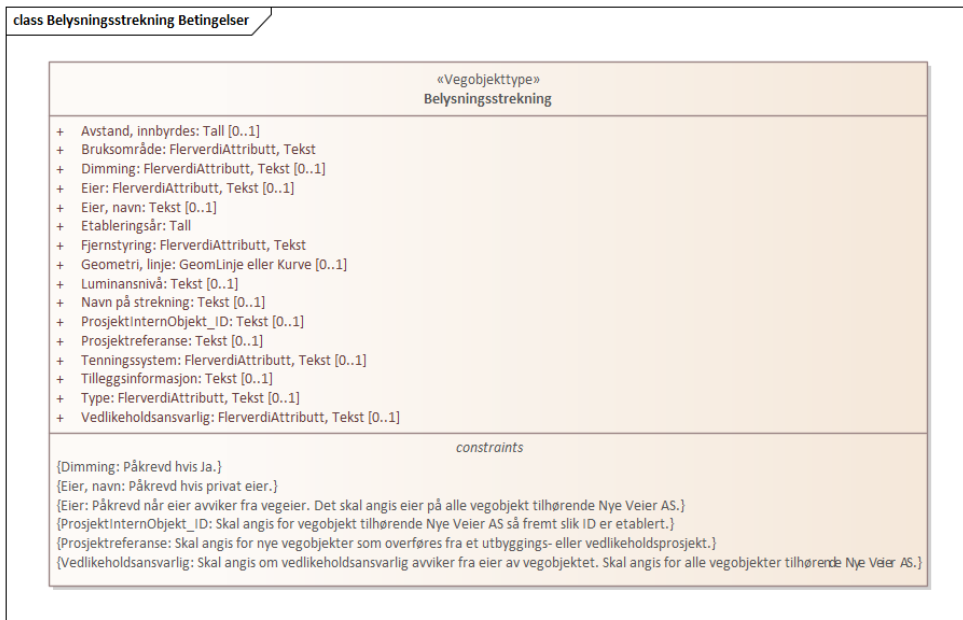 class Belysningsstrekning Betingelser
«Vegobjekttype»
Belysningsstrekning
+ Avstand, innbyrdes: Tall [0..1]
+ Bruksområde: FlerverdiAttributt, Tekst
+ Dimming: FlerverdiAttributt, Tekst [0..1]
+ Eier: FlerverdiAttributt, Tekst [0..1]
+ Eier, navn: Tekst [0..1]
+ Etableringsår: Tall
+ Fjernstyring: FlerverdiAttributt, Tekst
+ Geometri, linje: GeomLinje eller Kurve [0..1]
+ Luminansnivå: Tekst [0..1]
+ Navn på strekning: Tekst [0..1]
+ ProsjektInternObjekt_ID: Tekst [0..1]
+ Prosjektreferanse: Tekst [0..1]
+ Tenningssystem: FlerverdiAttributt, Tekst [0..1]
+ Tilleggsinformasjon: Tekst [0..1]
+ Type: FlerverdiAttributt, Tekst [0..1]
+ Vedlikeholdsansvarlig: FlerverdiAttributt, Tekst [0..1]
constraints
{Dimming: Påkrevd hvis Ja.}
{Eier, navn: Påkrevd hvis privat eier.}
{Eier: Påkrevd når eier avviker fra vegeier. Det skal angis eier på alle vegobjekt tilhørende Nye Veier AS.}
{ProsjektInternObjekt_ID: Skal angis for vegobjekt tilhørende Nye Veier AS så fremt slik ID er etablert.}
{Prosjektreferanse: Skal angis for nye vegobjekter som overføres fra et utbyggings- eller vedlikeholdsprosjekt.}
{Vedlikeholdsansvarlig: Skal angis om vedlikeholdsansvarlig avviker fra eier av vegobjektet. Skal angis for alle vegobjekter tilhørende Nye Veier AS.}